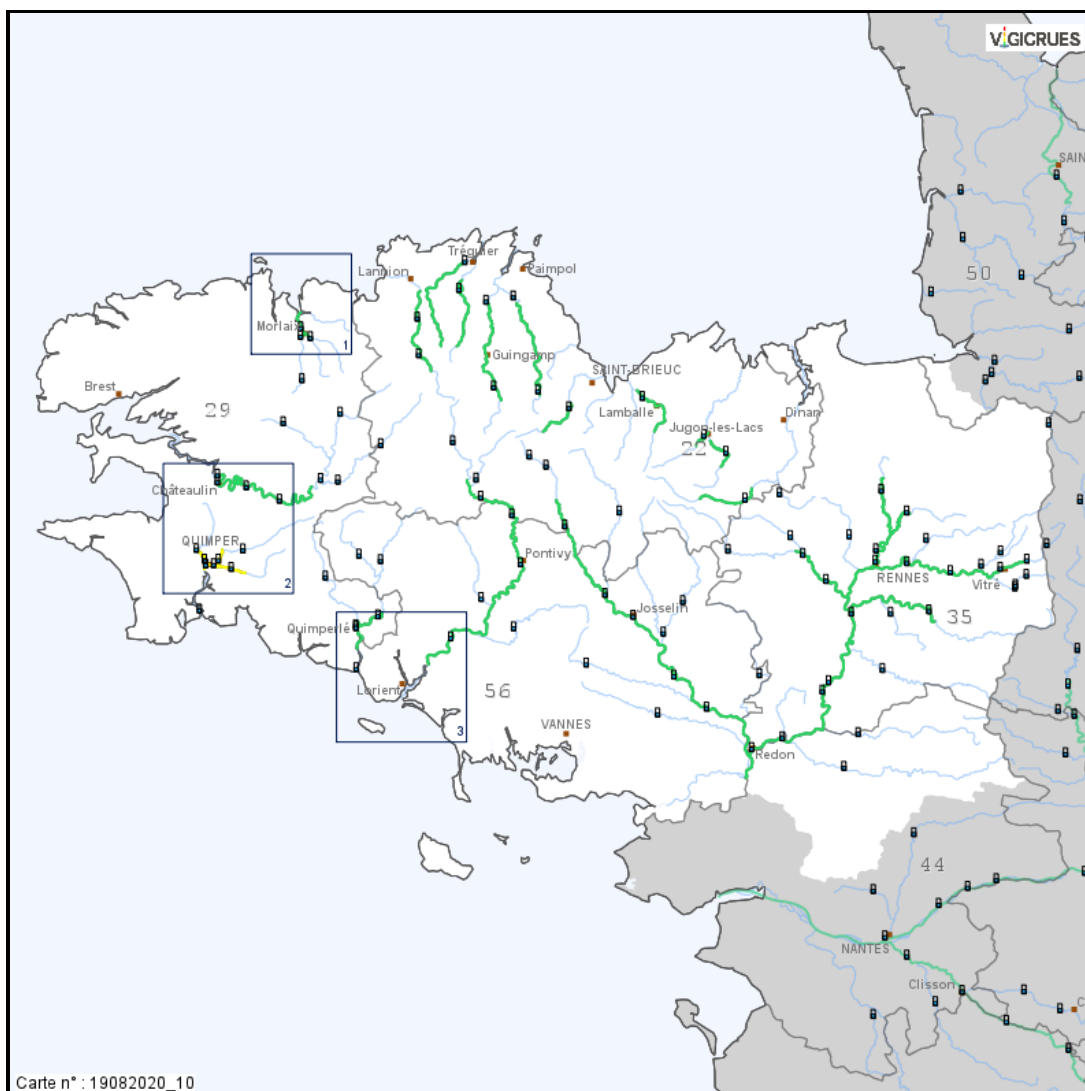 VIGICRUES
SAIN
50
Tréguier
Lannion
Paimpol
Morlaix
1
Guingamp
SAINT-BRIEUC
Brest
29
Lamballe
Dinan
Jugon-les-Lacs
22
Châteaulin
QUIMPER
2
Pontivy
RENNES
Vitré
Josselin
35
Quimperlé
Lorient
56
3
VANNES
Redon
44
NANTES
Clisson
C
Carte n° : 19082020_10